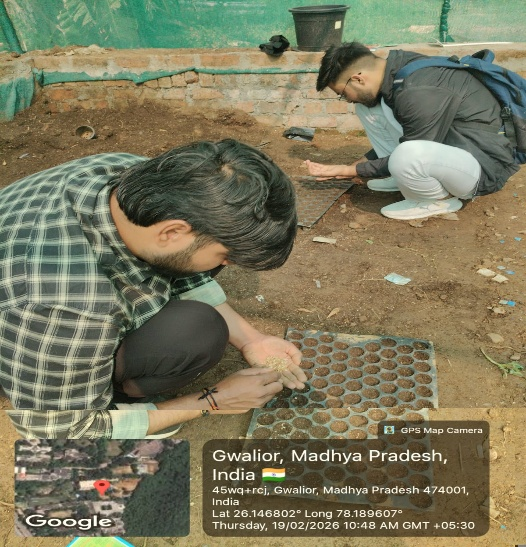 GPS Map Camera
Gwalior, Madhya Pradesh,
India 🇮🇳
45wq+rcj, Gwalior, Madhya Pradesh 474001,
India
Lat 26.146802° Long 78.189607°
Thursday, 19/02/2026 10:48 AM GMT +05:30
Google